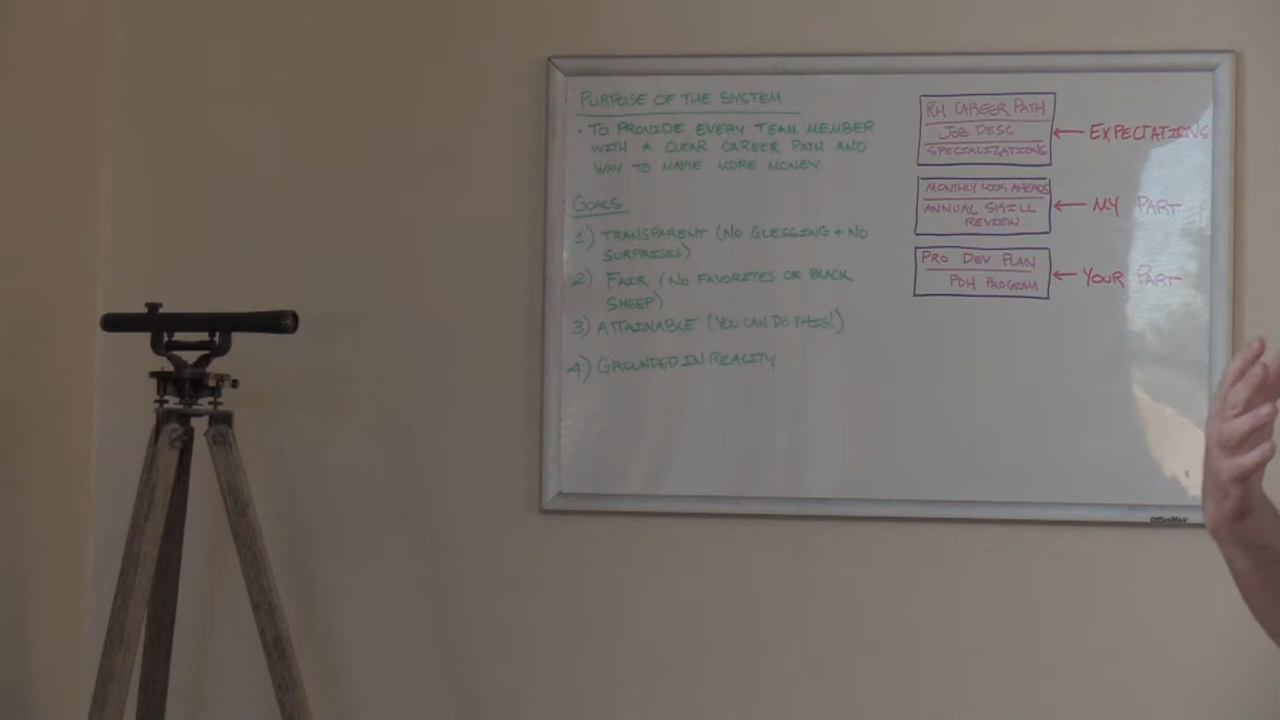 PURPOSE OF THE SYSTEM
• TO PROVIDE EVERY TEAM MEMBER
WITH A CLEAR CAREER PATH AND
WAY TO MAKE MORE MONEY.
GOALS
1) TRANSPARENT (NO GUESSING + NO
SURPRISES)
2) FAIR (NO FAVORITES OR BLACK
SHEEP)
3) ATTAINABLE (YOU CAN DO THIS!)
4) GROUNDED IN REALITY
RH CAREER PATH
JOB DESC
SPECIALIZATIONS
← EXPECTATIONS
MONTHLY LOOK AHEADS
ANNUAL SKILL
REVIEW
← MY PART
PRO DEV PLAN
PDH PROGRAM
← YOUR PART
OfficeMax